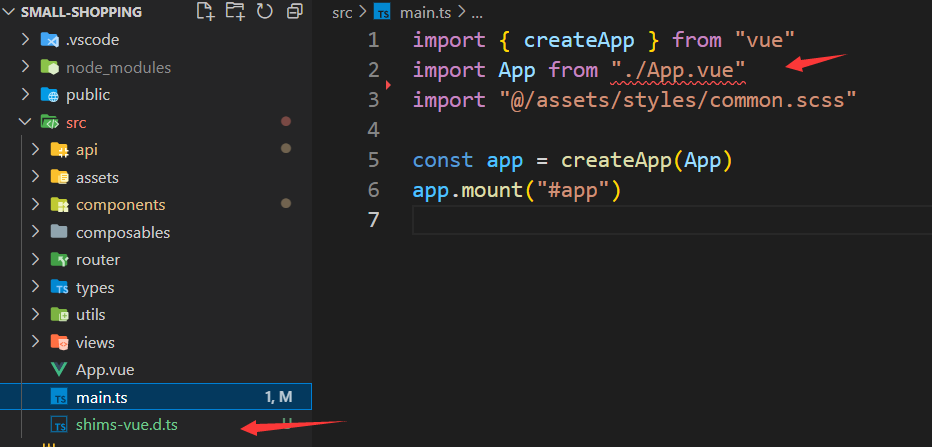 SMALL-SHOPPING
.vscode
node_modules
public
src
api
assets
components
composables
router
types
utils
views
App.vue
main.ts 1, M
shims-vue.d.ts U
src > main.ts > ...
1 import { createApp } from "vue"
2 import App from "./App.vue"
3 import "@/assets/styles/common.scss"
4
5 const app = createApp(App)
6 app.mount("#app")
7